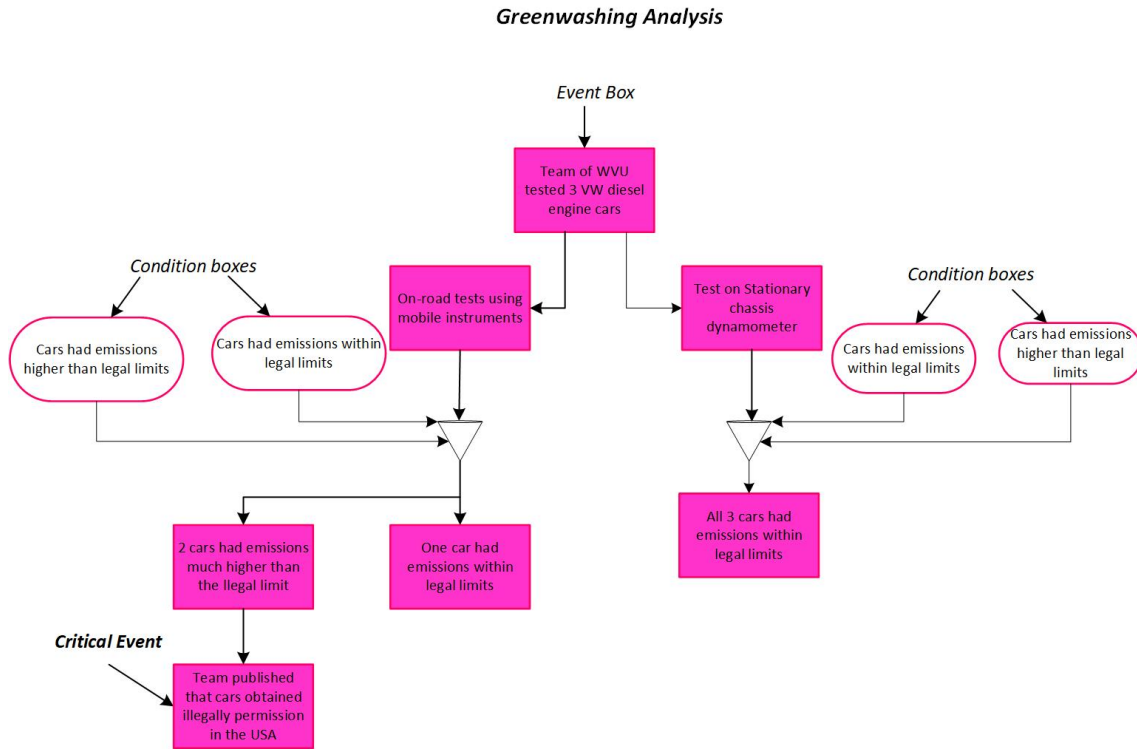 Greenwashing Analysis
Event Box
Team of WVU
tested 3 VW diesel
engine cars
Condition boxes
On-road tests using
mobile instruments
Test on Stationary
chassis
dynamometer
Condition boxes
Cars had emissions
higher than legal limits
Cars had emissions within
legal limits
Cars had emissions
within legal limits
Cars had emissions
higher than legal
limits
2 cars had emissions
much higher than
the llegal limit
One car had
emissions within
legal limits
All 3 cars had
emissions within
legal limits
Critical Event
Team published
that cars obtained
illegally permission
in the USA